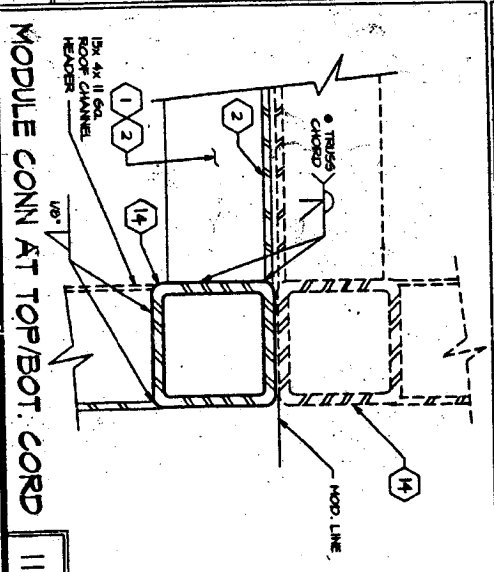 MOD. LINE,
14
@ TRUSS
CHORD
2
1
2
14
15x 4x 11 GA.
ROOF CHANNEL
HEADER
1/8"
MODULE CONN AT TOP/BOT. CORD
11